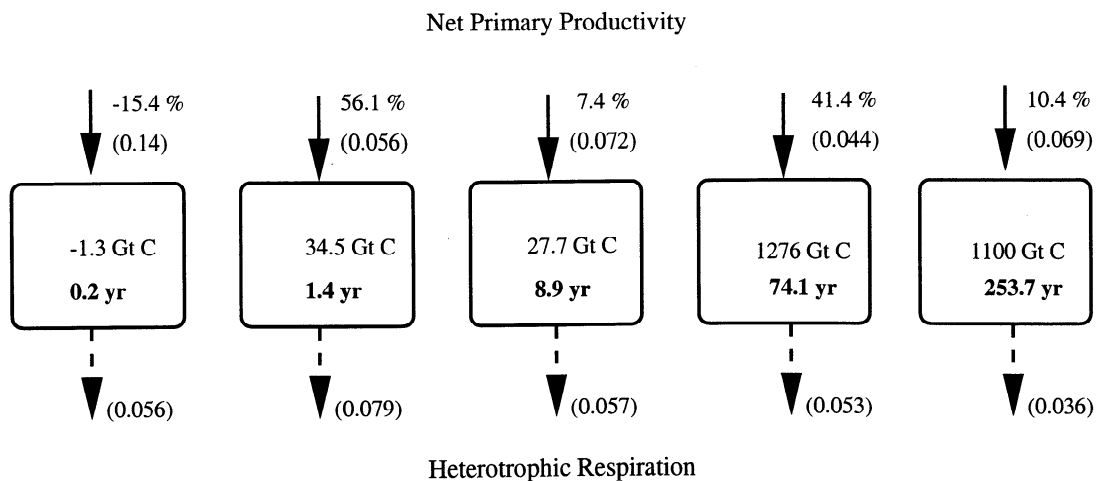 Net Primary Productivity
-15.4 % 56.1 % 7.4 % 41.4 % 10.4 %
(0.14) (0.056) (0.072) (0.044) (0.069)
-1.3 Gt C 34.5 Gt C 27.7 Gt C 1276 Gt C 1100 Gt C
0.2 yr 1.4 yr 8.9 yr 74.1 yr 253.7 yr
(0.056) (0.079) (0.057) (0.053) (0.036)
Heterotrophic Respiration